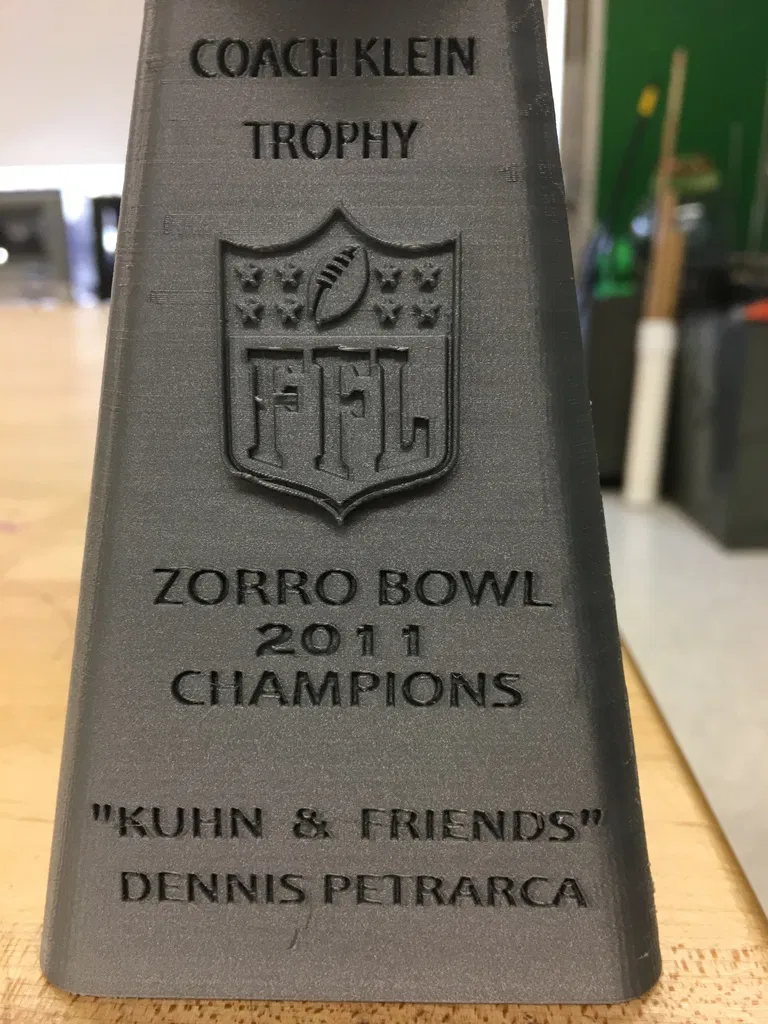 COACH KLEIN
TROPHY
FFL
ZORRO BOWL
2011
CHAMPIONS
"KUHN & FRIENDS"
DENNIS PETRARCA